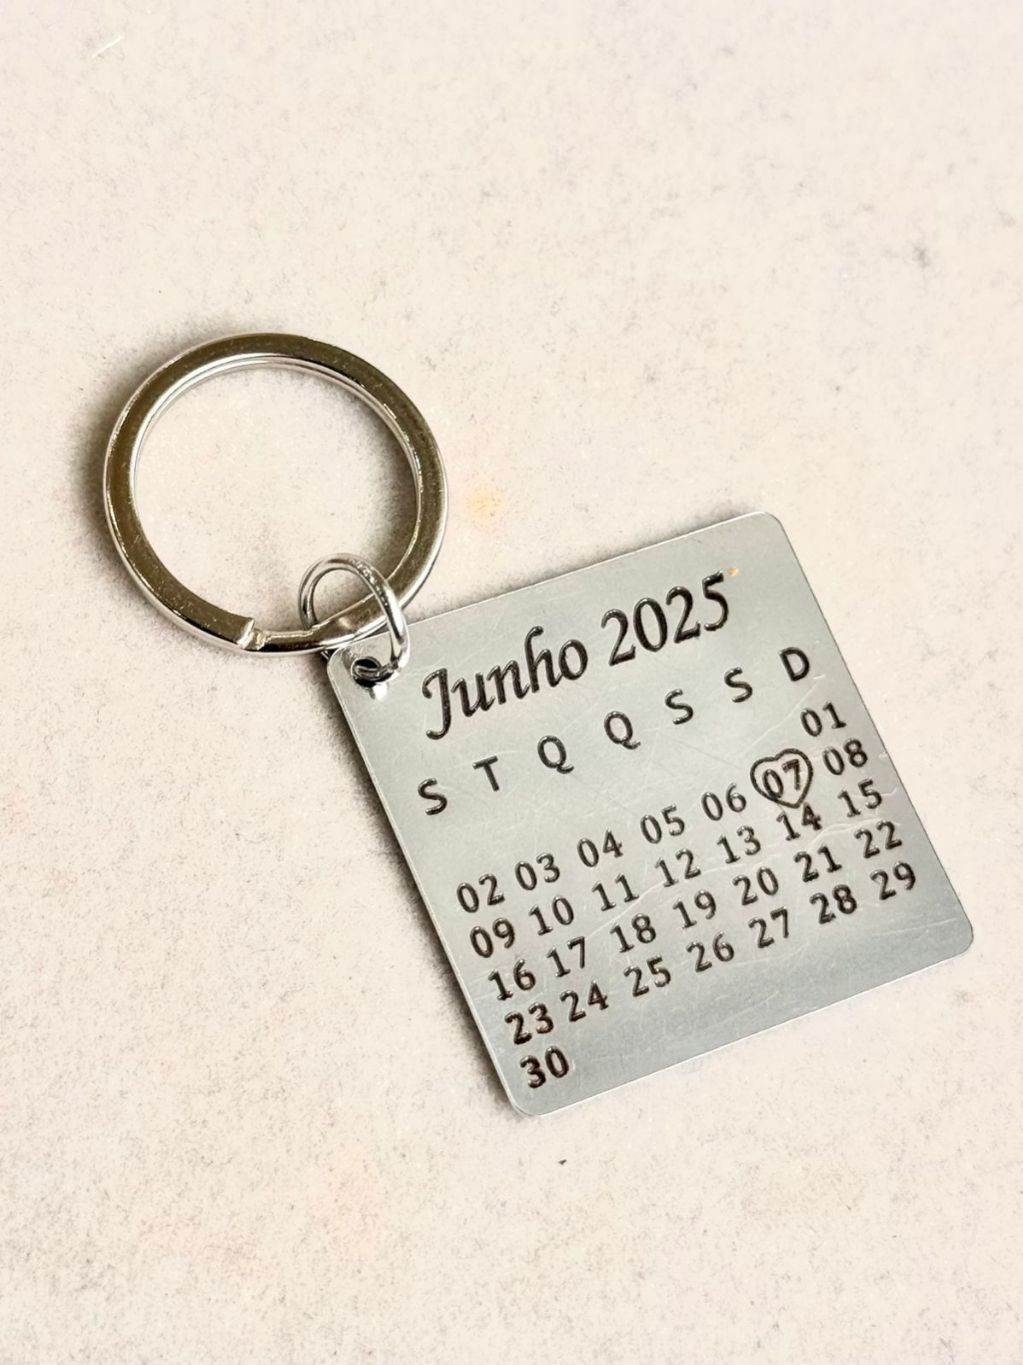 Junho 2025
S T Q Q S S D
01
02 03 04 05 06 07 08
09 10 11 12 13 14 15
16 17 18 19 20 21 22
23 24 25 26 27 28 29
30